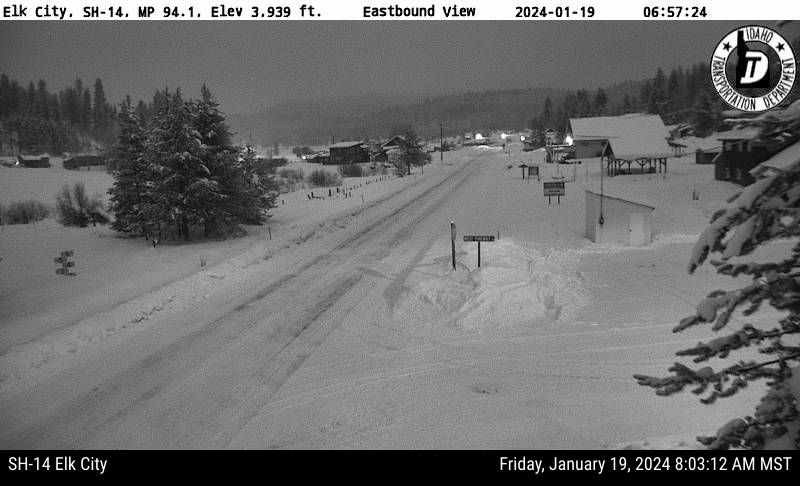 Elk City, SH-14, MP 94.1, Elev 3,939 ft. Eastbound View 2024-01-19 06:57:24
IDAHO
TRANSPORTATION DEPARTMENT
SH-14 Elk City Friday, January 19, 2024 8:03:12 AM MST